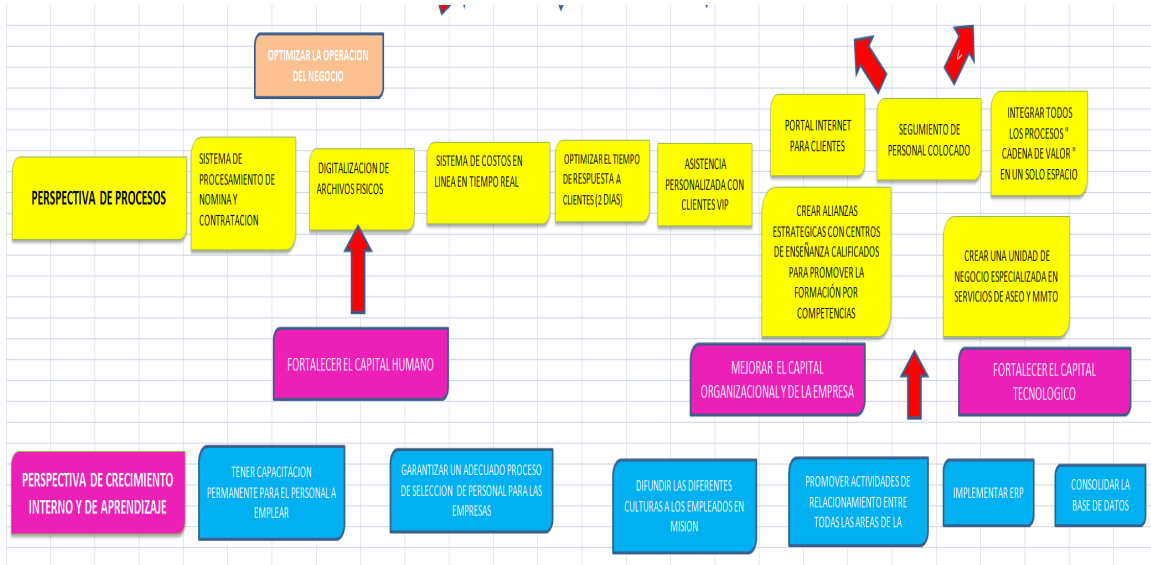 OPTIMIZAR LA OPERACION
DEL NEGOCIO
V
PERSPECTIVA DE PROCESOS
SISTEMA DE
PROCESAMIENTO DE
NOMINA Y
CONTRATACION
DIGITALIZACION DE
ARCHIVOS FISICOS
SISTEMA DE COSTOS EN
LINEA EN TIEMPO REAL
OPTIMIZAR EL TIEMPO
DE RESPUESTA A
CLIENTES (2 DIAS)
ASISTENCIA
PERSONALIZADA CON
CLIENTES VIP
PORTAL INTERNET
PARA CLIENTES
SEGUMIENTO DE
PERSONAL COLOCADO
INTEGRAR TODOS
LOS PROCESOS "
CADENA DE VALOR "
EN UN SOLO ESPACIO
CREAR ALIANZAS
ESTRATEGICAS CON CENTROS
DE ENSEÑANZA CALIFICADOS
PARA PROMOVER LA
FORMACIÓN POR
COMPETENCIAS
CREAR UNA UNIDAD DE
NEGOCIO ESPECIALIZADA EN
SERVICIOS DE ASEO Y MMTO
FORTALECER EL CAPITAL HUMANO
MEJORAR EL CAPITAL
ORGANIZACIONAL Y DE LA EMPRESA
FORTALECER EL CAPITAL
TECNOLOGICO
PERSPECTIVA DE CRECIMIENTO
INTERNO Y DE APRENDIZAJE
TENER CAPACITACION
PERMANENTE PARA EL PERSONAL A
EMPLEAR
GARANTIZAR UN ADECUADO PROCESO
DE SELECCION DE PERSONAL PARA LAS
EMPRESAS
DIFUNDIR LAS DIFERENTES
CULTURAS A LOS EMPLEADOS EN
MISION
PROMOVER ACTIVIDADES DE
RELACIONAMIENTO ENTRE
TODAS LAS AREAS DE LA
IMPLEMENTAR ERP
CONSOLIDAR LA
BASE DE DATOS